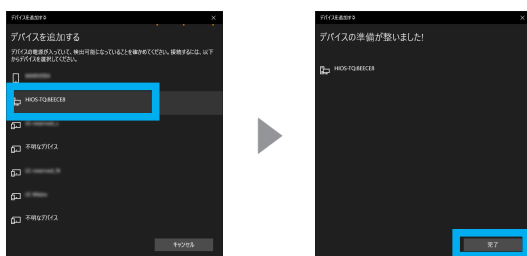 デバイスを追加する
デバイスを追加する
デバイスの電源が入っていて、検出可能になっていることを確かめてください。接続するには、以下
からデバイスを選択してください。
HIOS-TQ:8EECE8
不明なデバイス
不明なデバイス
キャンセル
デバイスを追加する
デバイスの準備が整いました!
HIOS-TQ:8EECE8
完了